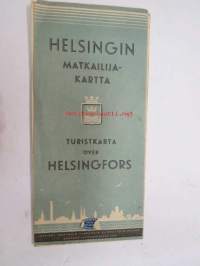 HELSINGIN
MATKAILIJA-
KARTTA
TURISTKARTA
ÖVER
HELSINGFORS